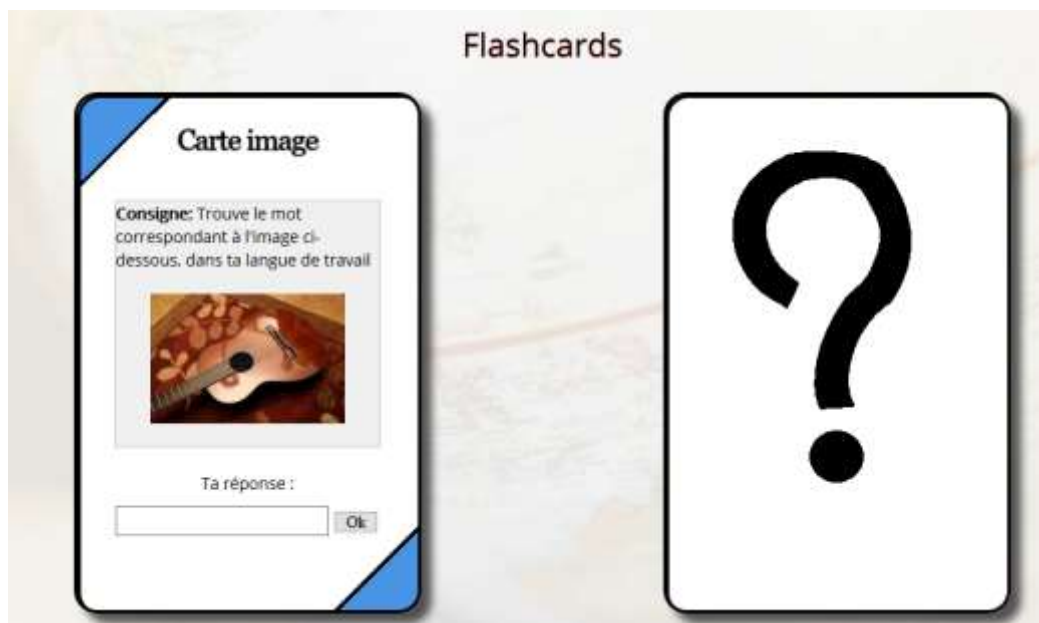 Flashcards
Carte image
Consigne: Trouve le mot
correspondant à l'image ci-
dessous, dans ta langue de travail
Ta réponse :
Ok
?